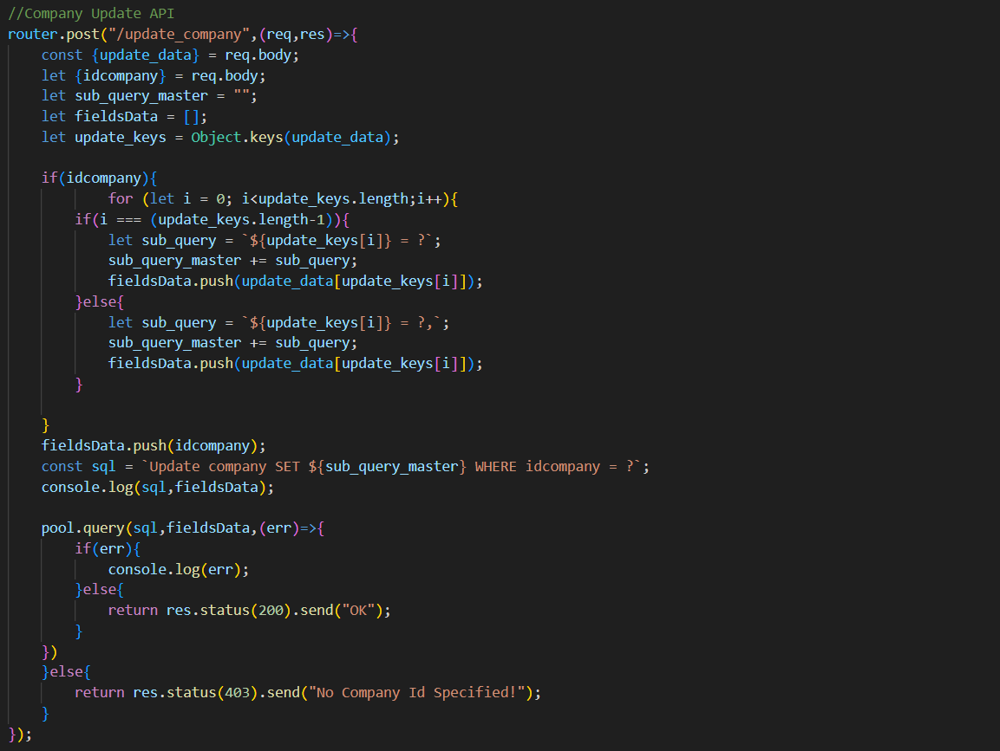 //Company Update API
router.post("/update_company",(req,res)=>{
    const {update_data} = req.body;
    let {idcompany} = req.body;
    let sub_query_master = "";
    let fieldsData = [];
    let update_keys = Object.keys(update_data);

    if(idcompany){
            for (let i = 0; i<update_keys.length;i++){
        if(i === (update_keys.length-1)){
            let sub_query = `${update_keys[i]} = ?`;
            sub_query_master += sub_query;
            fieldsData.push(update_data[update_keys[i]]);
        }else{
            let sub_query = `${update_keys[i]} = ?,`;
            sub_query_master += sub_query;
            fieldsData.push(update_data[update_keys[i]]);
        }

    }
    fieldsData.push(idcompany);
    const sql = `Update company SET ${sub_query_master} WHERE idcompany = ?`;
    console.log(sql,fieldsData);

    pool.query(sql,fieldsData,(err)=>{
        if(err){
            console.log(err);
        }else{
            return res.status(200).send("OK");
        }
    })
    }else{
        return res.status(403).send("No Company Id Specified!");
    }
});